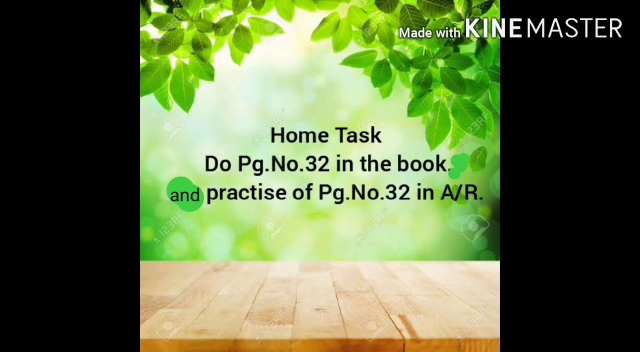 Made with KINEMASTER
Home Task
Do Pg.No.32 in the book.
and practise of Pg.No.32 in A/R.